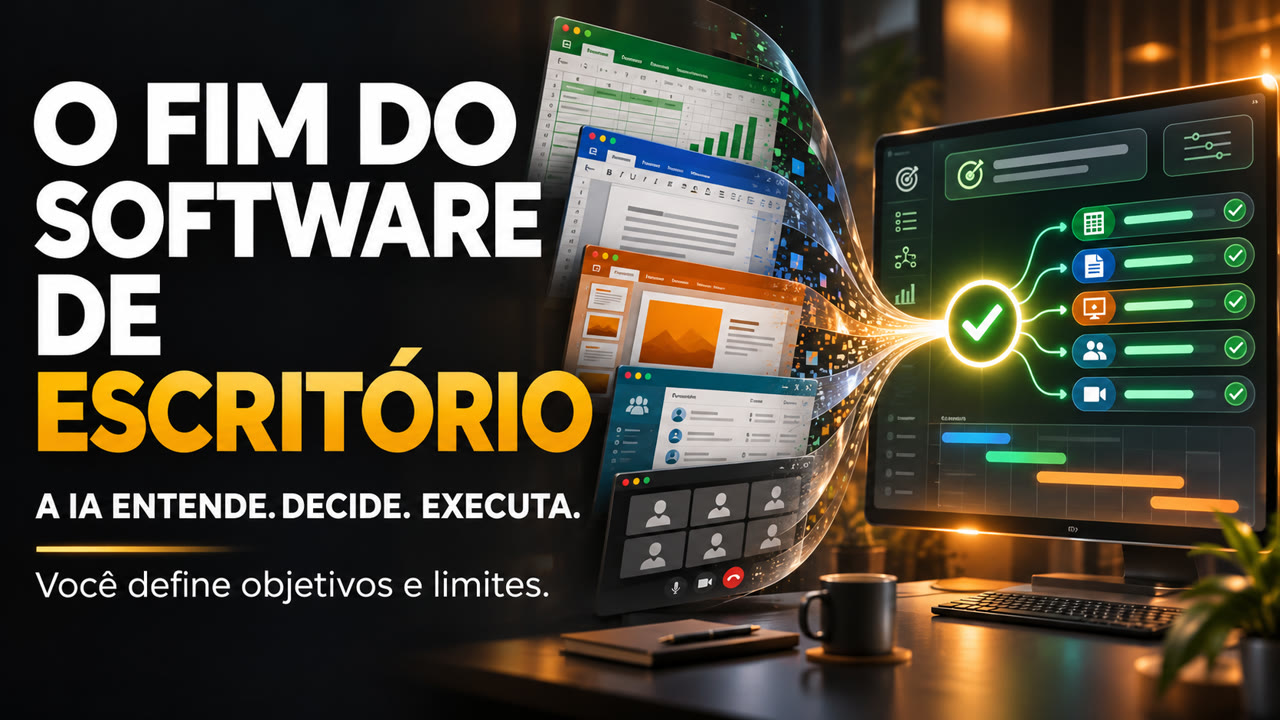 O FIM DO
SOFTWARE
DE
ESCRITÓRIO
A IA ENTENDE. DECIDE. EXECUTA.
Você define objetivos e limites.
B I U